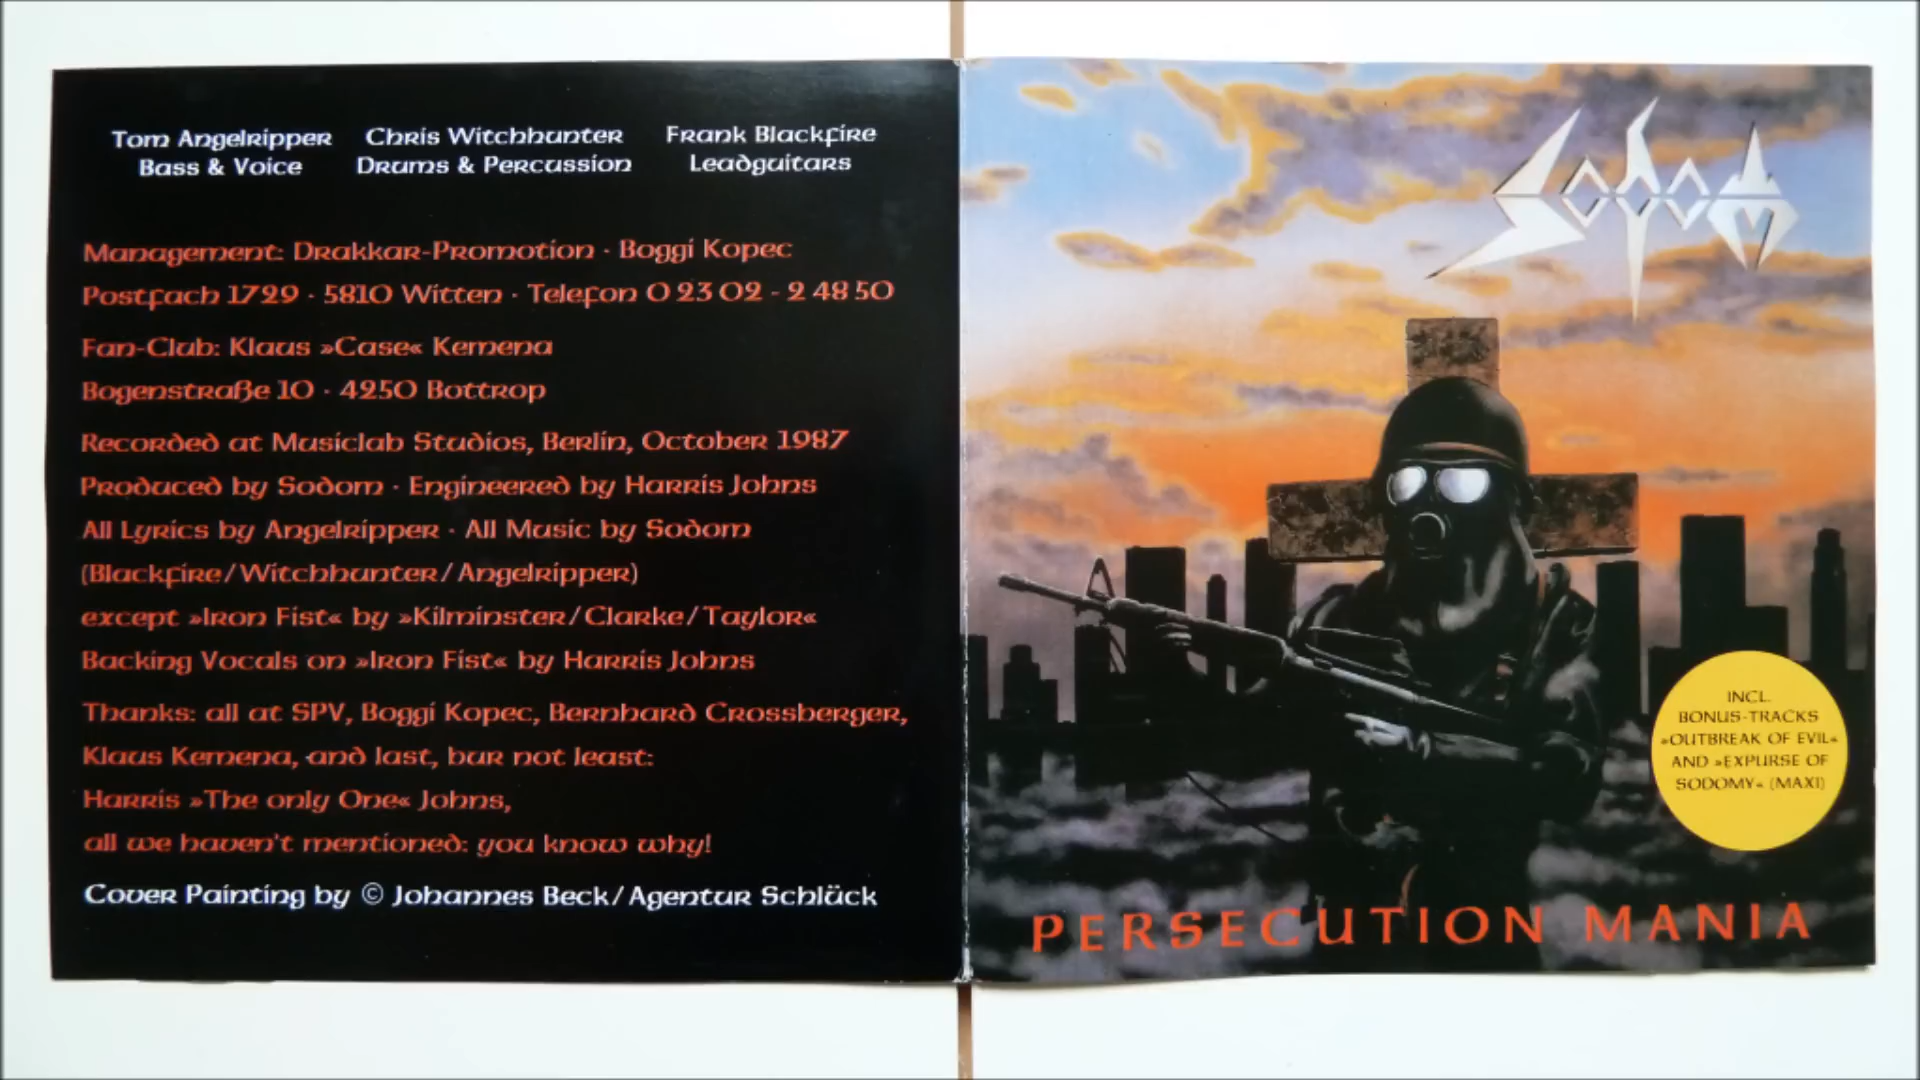 Tom Angelripper
Bass & Voice
Chris Witchhunter
Drums & Percussion
Frank Blackfire
Leadguitars
Management: Drakkar-Promotion · Boggi Kopec
Postfach 1729 · 5810 Witten · Telefon 0 23 02 - 2 48 50
Fan-Club: Klaus »Case« Kemena
Bogenstraße 10 · 4250 Bottrop
Recorded at Musiclab Studios, Berlin, October 1987
Produced by Sodom · Engineered by Harris Johns
All Lyrics by Angelripper · All Music by Sodom
(Blackfire/Witchhunter/Angelripper)
except »Iron Fist« by »Kilminster/Clarke/Taylor«
Backing Vocals on »Iron Fist« by Harris Johns
Thanks: all at SPV, Boggi Kopec, Bernhard Crossberger,
Klaus Kemena, and last, bur not least:
Harris »The only One« Johns,
all we haven't mentioned: you know why!
Cover Painting by © Johannes Beck/Agentur Schlück
SODOM
INCL.
BONUS-TRACKS
»OUTBREAK OF EVIL«
AND »EXPURSE OF
SODOMY« (MAXI)
PERSECUTION MANIA